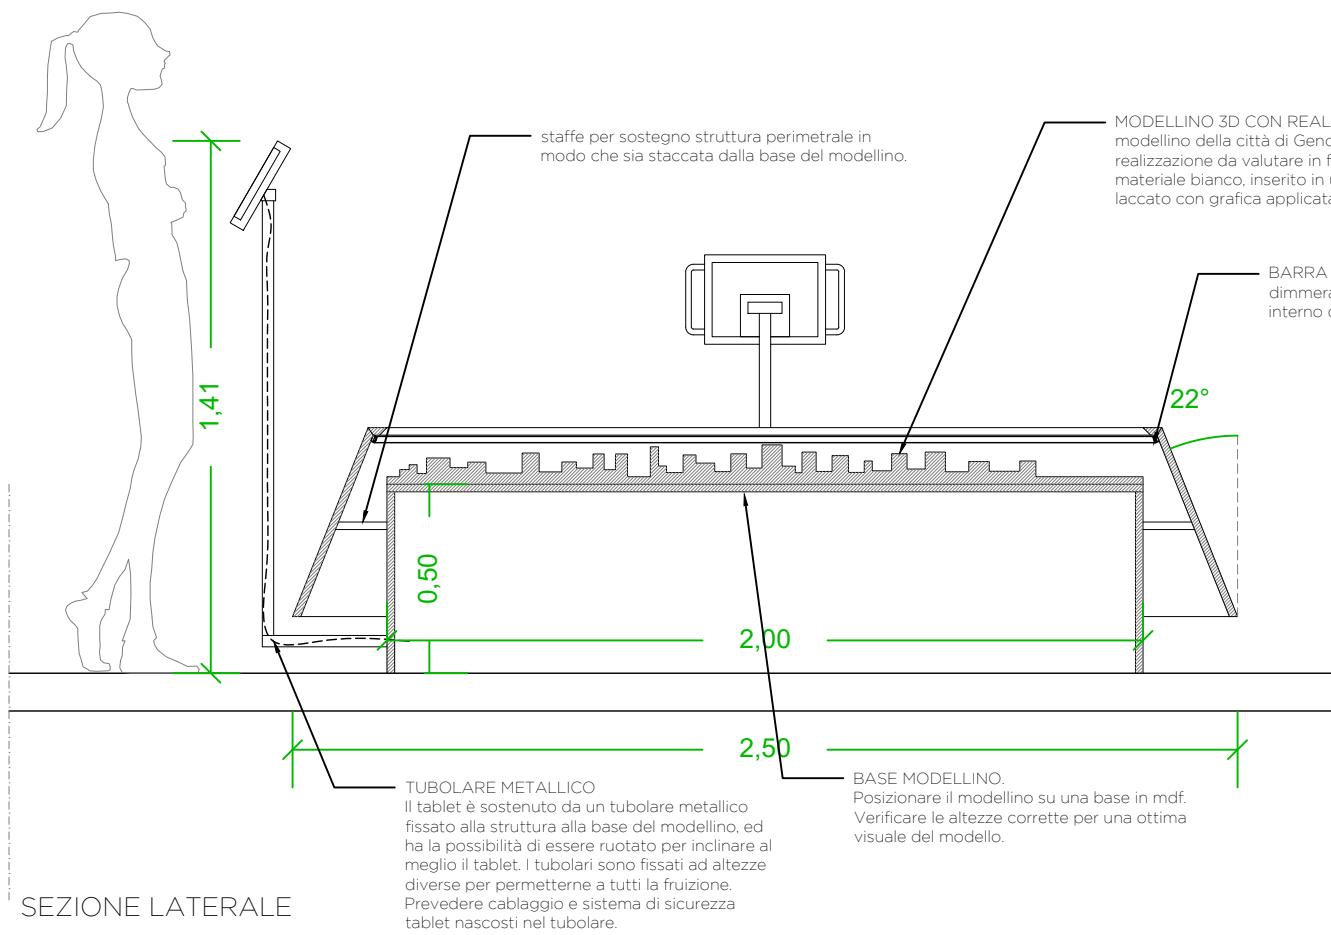 staffe per sostegno struttura perimetrale in
modo che sia staccata dalla base del modellino.
MODELLINO 3D CON REAL
modellino della città di Geno
realizzazione da valutare in f
materiale bianco, inserito in u
laccato con grafica applicata
BARRA
dimmera
interno
22°
1,41
0,50
2,00
2,50
TUBOLARE METALLICO
Il tablet è sostenuto da un tubolare metallico
fissato alla struttura alla base del modellino, ed
ha la possibilità di essere ruotato per inclinare al
meglio il tablet. I tubolari sono fissati ad altezze
diverse per permetterne a tutti la fruizione.
Prevedere cablaggio e sistema di sicurezza
tablet nascosti nel tubolare.
BASE MODELLINO.
Posizionare il modellino su una base in mdf.
Verificare le altezze corrette per una ottima
visuale del modello.
SEZIONE LATERALE